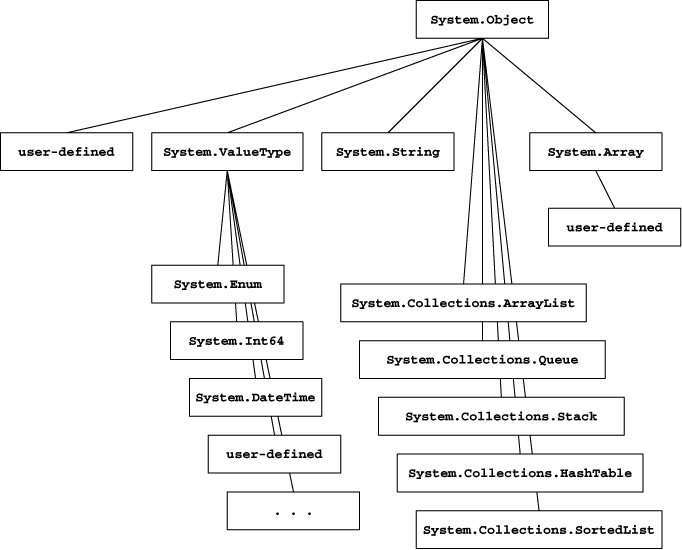 System.Object
user-defined
System.ValueType
System.String
System.Array
user-defined
System.Enum
System.Int64
System.DateTime
user-defined
. . .
System.Collections.ArrayList
System.Collections.Queue
System.Collections.Stack
System.Collections.HashTable
System.Collections.SortedList